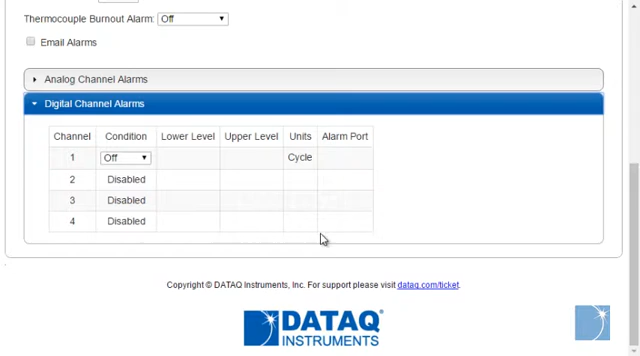 Thermocouple Burnout Alarm: Off
Email Alarms
Analog Channel Alarms
Digital Channel Alarms
Channel Condition Lower Level Upper Level Units Alarm Port
1 Off Cycle
2 Disabled
3 Disabled
4 Disabled
Copyright © DATAQ Instruments, Inc. For support please visit dataq.com/ticket.
DATAQ®
INSTRUMENTS